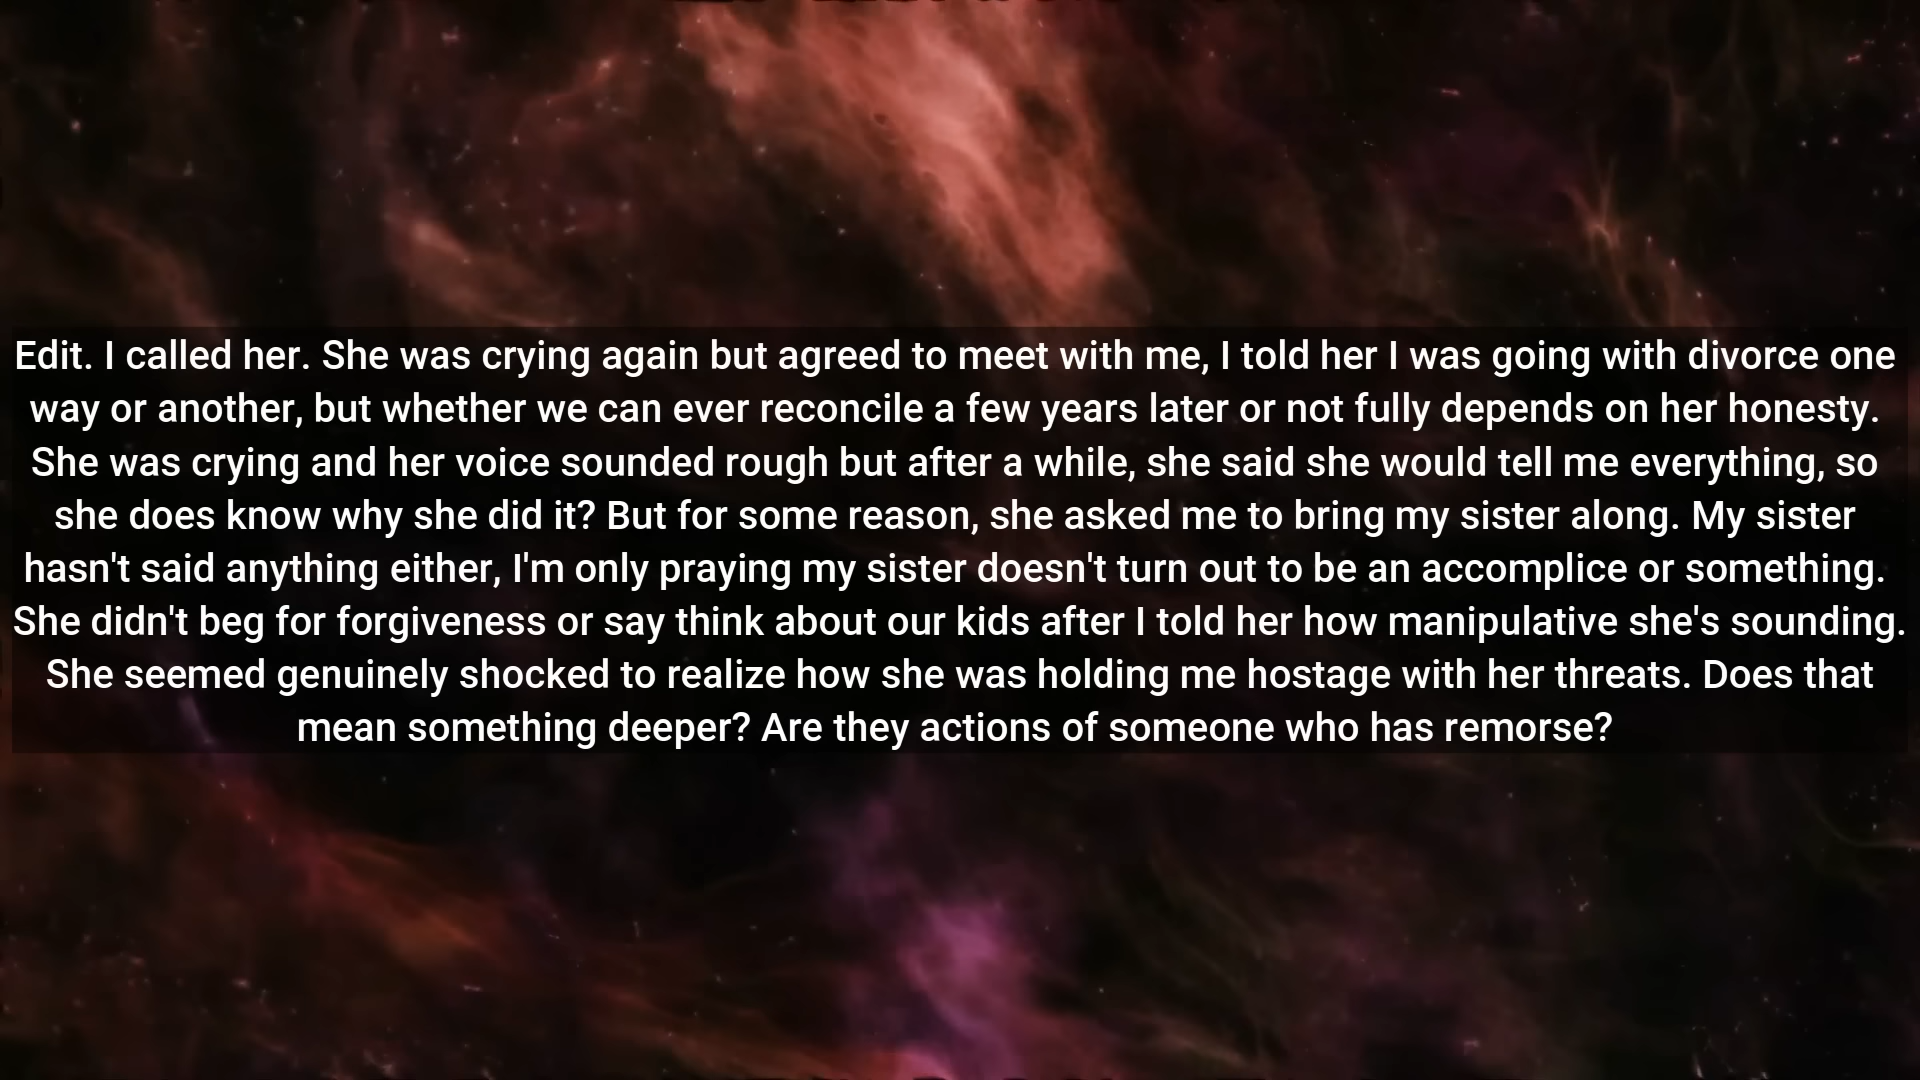 Edit. I called her. She was crying again but agreed to meet with me, I told her I was going with divorce one
way or another, but whether we can ever reconcile a few years later or not fully depends on her honesty.
She was crying and her voice sounded rough but after a while, she said she would tell me everything, so
she does know why she did it? But for some reason, she asked me to bring my sister along. My sister
hasn't said anything either, I'm only praying my sister doesn't turn out to be an accomplice or something.
She didn't beg for forgiveness or say think about our kids after I told her how manipulative she's sounding.
She seemed genuinely shocked to realize how she was holding me hostage with her threats. Does that
mean something deeper? Are they actions of someone who has remorse?